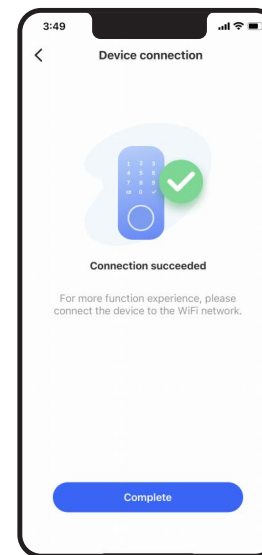 3:49
Device connection
1 2 3
4 5 6
7 8 9
0
Connection succeeded
For more function experience, please
connect the device to the WiFi network.
Complete